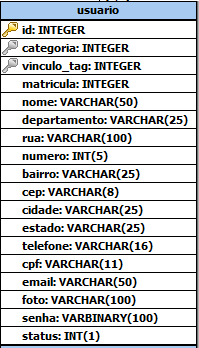 usuario
id: INTEGER
categoria: INTEGER
vinculo_tag: INTEGER
matricula: INTEGER
nome: VARCHAR(50)
departamento: VARCHAR(25)
rua: VARCHAR(100)
numero: INT(5)
bairro: VARCHAR(25)
cep: VARCHAR(8)
cidade: VARCHAR(25)
estado: VARCHAR(25)
telefone: VARCHAR(16)
cpf: VARCHAR(11)
email: VARCHAR(50)
foto: VARCHAR(100)
senha: VARBINARY(100)
status: INT(1)